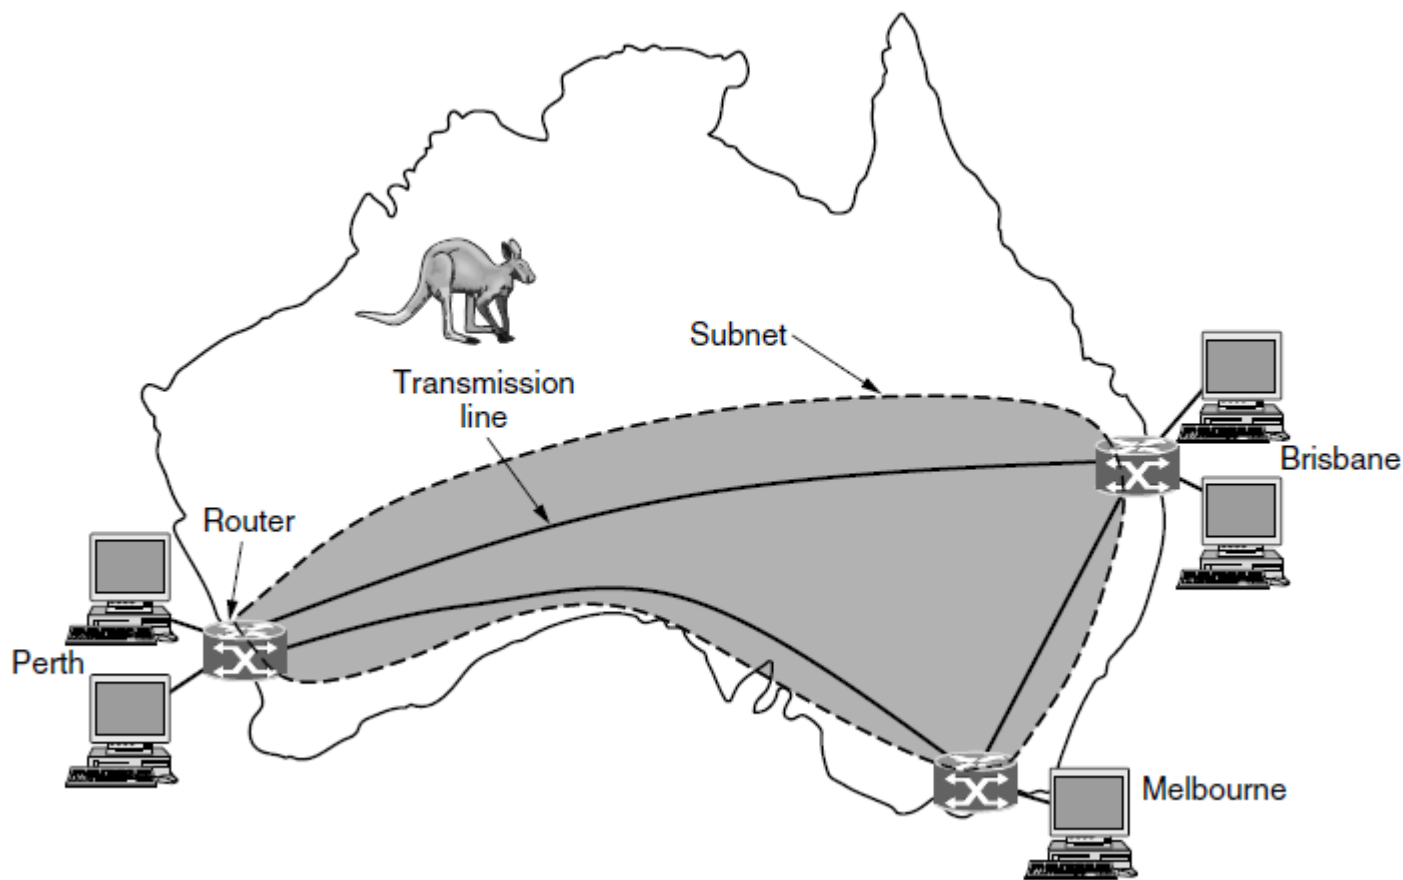 Subnet
Transmission
line
Brisbane
Router
Perth
Melbourne